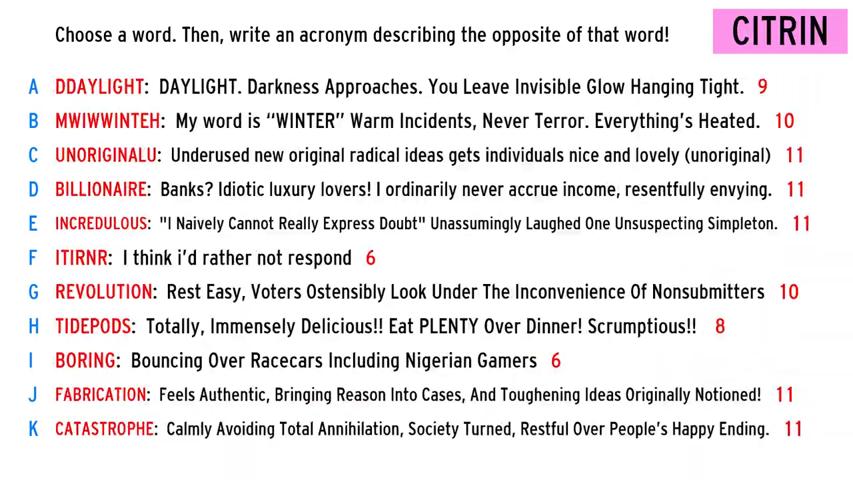 Choose a word. Then, write an acronym describing the opposite of that word!
CITRIN
A DDAYLIGHT: DAYLIGHT. Darkness Approaches. You Leave Invisible Glow Hanging Tight. 9
B MWIWWINTEH: My word is “WINTER” Warm Incidents, Never Terror. Everything's Heated. 10
C UNORIGINALU: Underused new original radical ideas gets individuals nice and lovely (unoriginal) 11
D BILLIONAIRE: Banks? Idiotic luxury lovers! I ordinarily never accrue income, resentfully envying. 11
E INCREDULOUS: "I Naively Cannot Really Express Doubt" Unassumingly Laughed One Unsuspecting Simpleton. 11
F ITIRNR: I think i'd rather not respond 6
G REVOLUTION: Rest Easy, Voters Ostensibly Look Under The Inconvenience Of Nonsubmitters 10
H TIDEPODS: Totally, Immensely Delicious!! Eat PLENTY Over Dinner! Scrumptious!! 8
I BORING: Bouncing Over Racecars Including Nigerian Gamers 6
J FABRICATION: Feels Authentic, Bringing Reason Into Cases, And Toughening Ideas Originally Notioned! 11
K CATASTROPHE: Calmly Avoiding Total Annihilation, Society Turned, Restful Over People's Happy Ending. 11